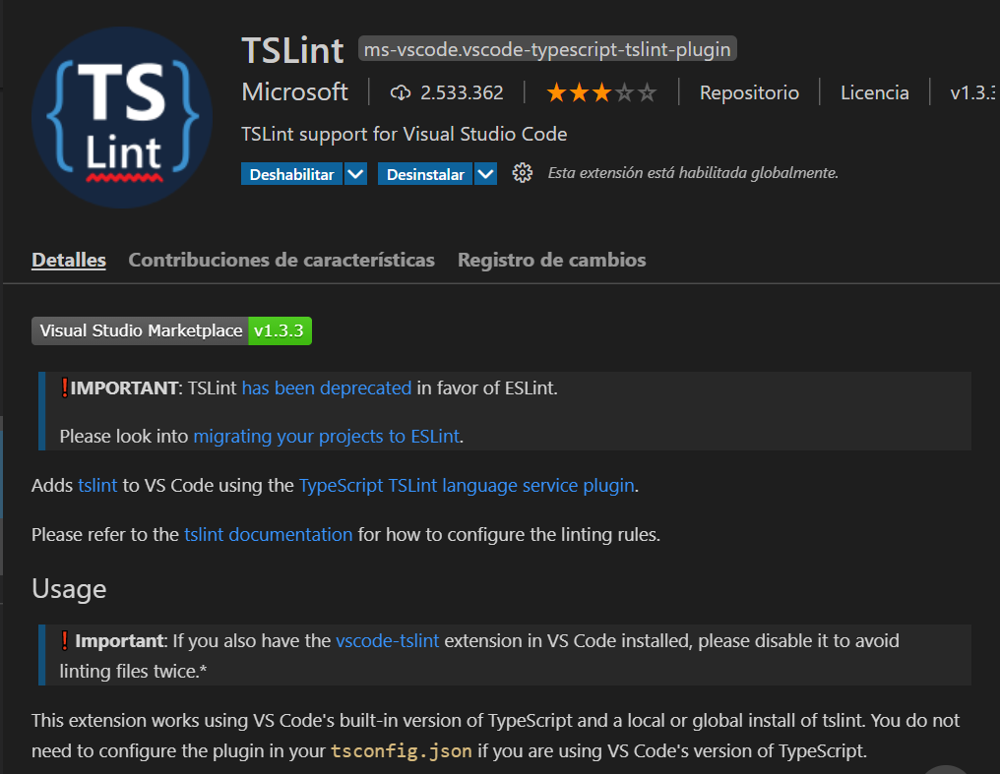 {TS}
Lint
TSLint ms-vscode.vscode-typescript-tslint-plugin
Microsoft 2.533.362 Repositorio Licencia v1.3.3
TSLint support for Visual Studio Code
Deshabilitar Desinstalar Esta extensión está habilitada globalmente.
Detalles Contribuciones de características Registro de cambios
Visual Studio Marketplace v1.3.3
❗IMPORTANT: TSLint has been deprecated in favor of ESLint.
Please look into migrating your projects to ESLint.
Adds tslint to VS Code using the TypeScript TSLint language service plugin.
Please refer to the tslint documentation for how to configure the linting rules.
Usage
❗ Important: If you also have the vscode-tslint extension in VS Code installed, please disable it to avoid
linting files twice.*
This extension works using VS Code's built-in version of TypeScript and a local or global install of tslint. You do not
need to configure the plugin in your tsconfig.json if you are using VS Code's version of TypeScript.